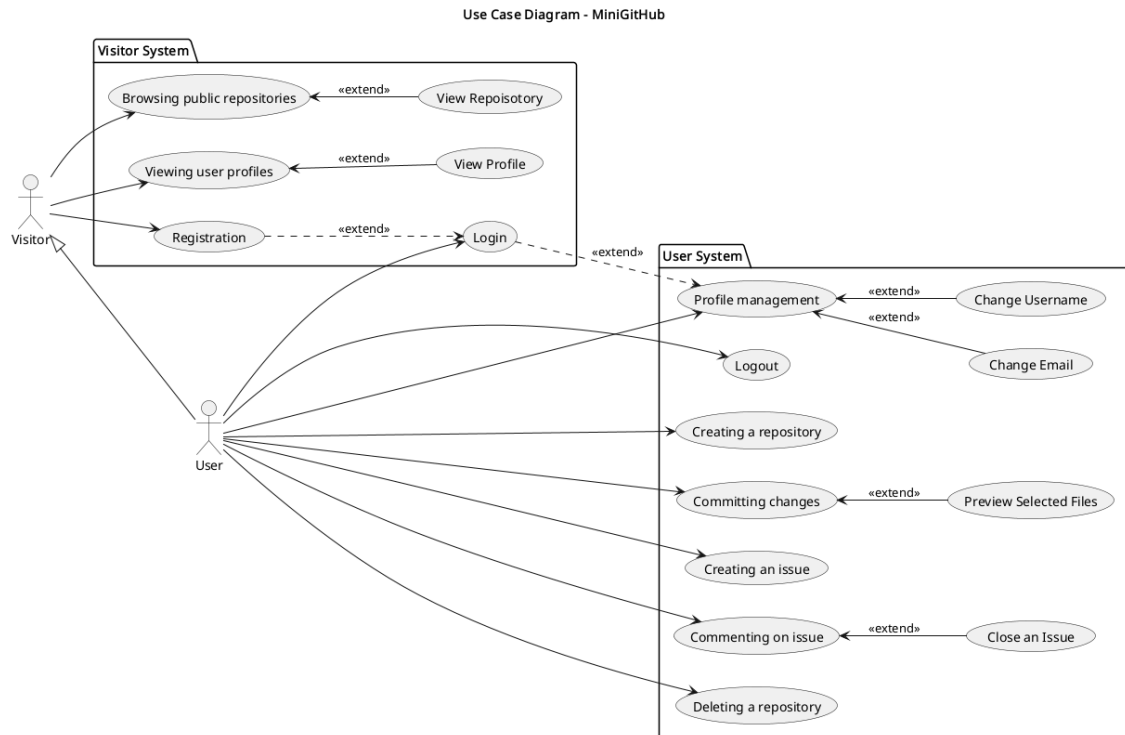 Use Case Diagram - MiniGitHub
Visitor System
Browsing public repositories
«extend»
View Repoisotory
Viewing user profiles
«extend»
View Profile
Visitor
Registration
«extend»
Login
«extend»
User System
Profile management
«extend»
Change Username
«extend»
Change Email
Logout
User
Creating a repository
Committing changes
«extend»
Preview Selected Files
Creating an issue
Commenting on issue
«extend»
Close an Issue
Deleting a repository